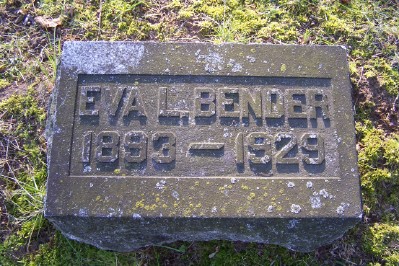 EVA L. BENDER
1893 — 1929